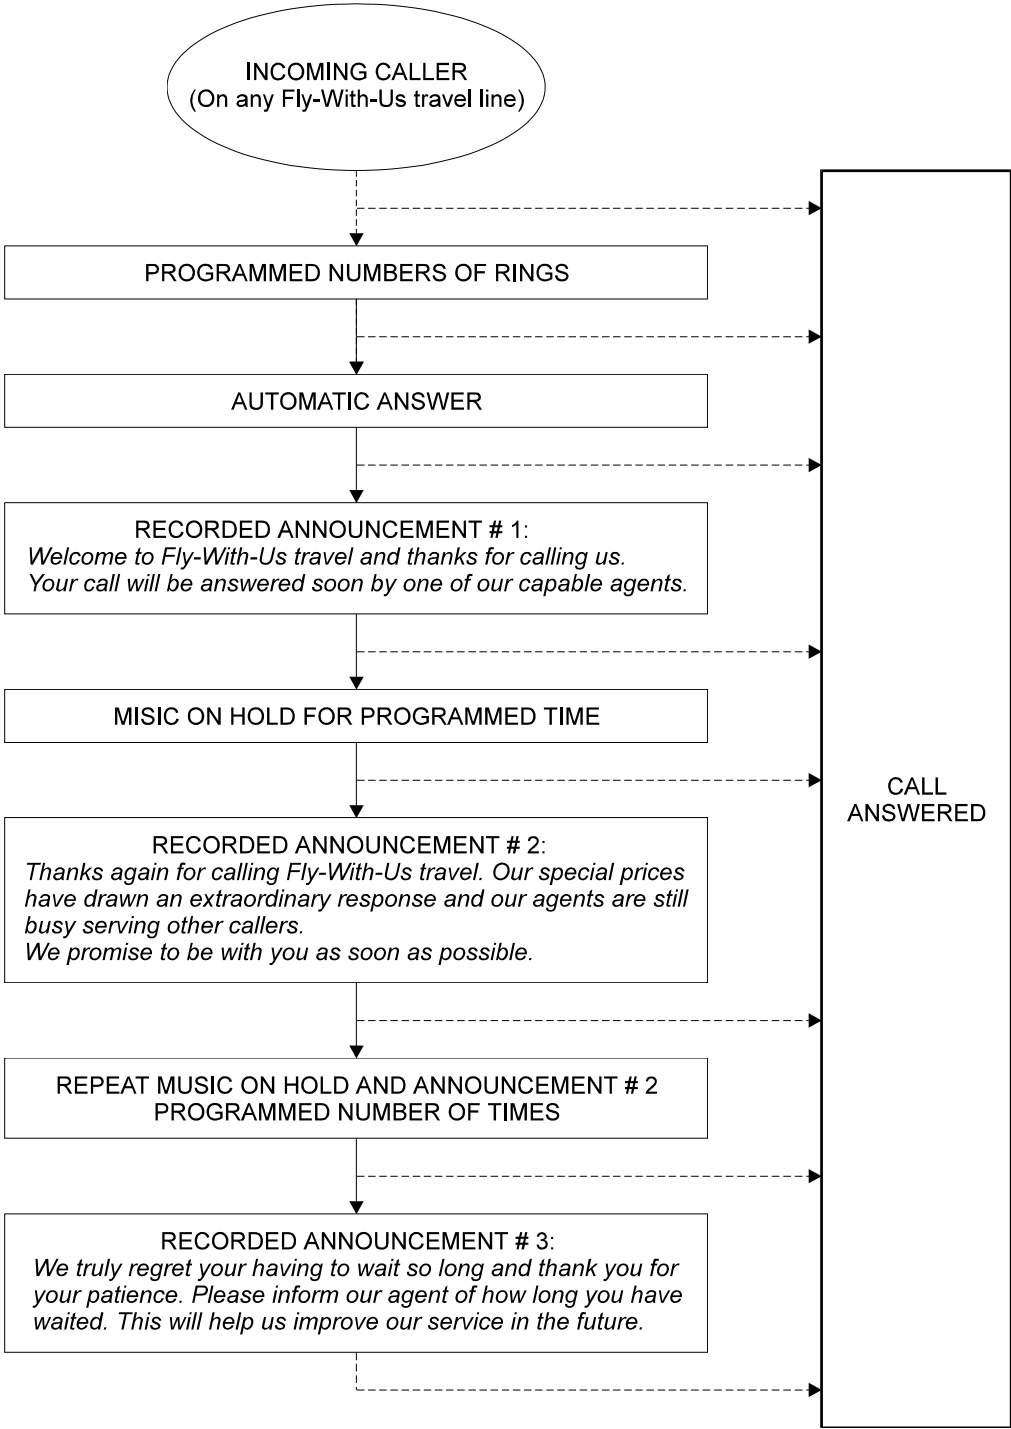 INCOMING CALLER
(On any Fly-With-Us travel line)
PROGRAMMED NUMBERS OF RINGS
AUTOMATIC ANSWER
RECORDED ANNOUNCEMENT # 1:
Welcome to Fly-With-Us travel and thanks for calling us.
Your call will be answered soon by one of our capable agents.
MISIC ON HOLD FOR PROGRAMMED TIME
CALL
ANSWERED
RECORDED ANNOUNCEMENT # 2:
Thanks again for calling Fly-With-Us travel. Our special prices
have drawn an extraordinary response and our agents are still
busy serving other callers.
We promise to be with you as soon as possible.
REPEAT MUSIC ON HOLD AND ANNOUNCEMENT # 2
PROGRAMMED NUMBER OF TIMES
RECORDED ANNOUNCEMENT # 3:
We truly regret your having to wait so long and thank you for
your patience. Please inform our agent of how long you have
waited. This will help us improve our service in the future.